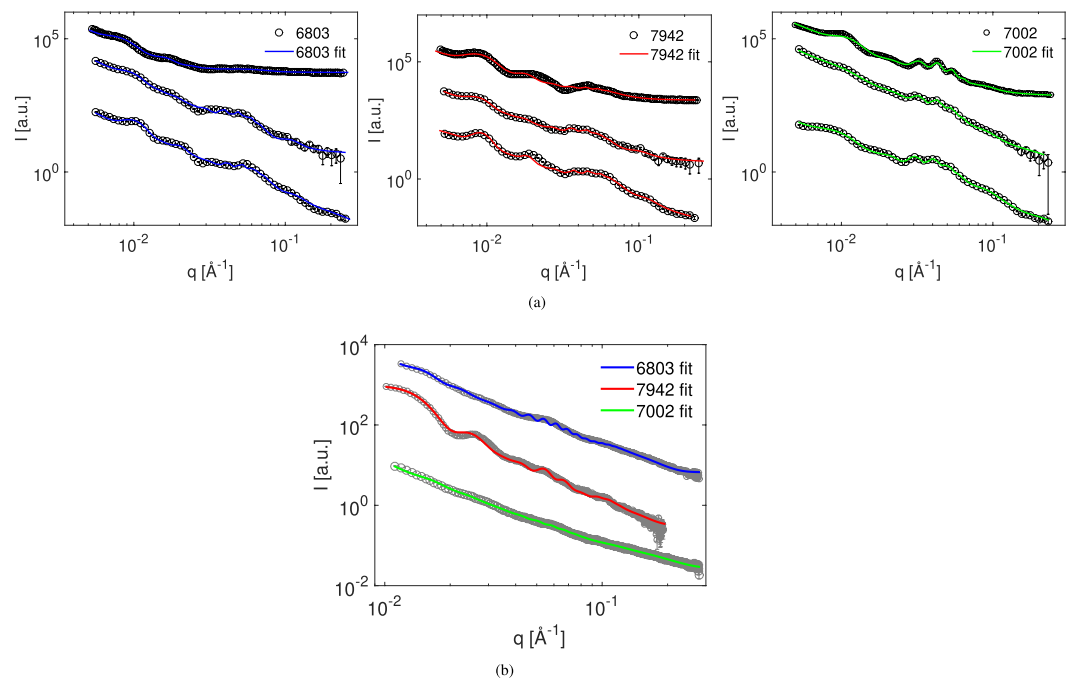 6803
6803 fit
10^5
10^0
I [a.u.]
10^-2
10^-1
q [Å^-1]
7942
7942 fit
10^5
10^0
I [a.u.]
10^-2
10^-1
q [Å^-1]
7002
7002 fit
10^5
10^0
I [a.u.]
10^-2
10^-1
q [Å^-1]
(a)
10^4
10^2
10^0
10^-2
I [a.u.]
6803 fit
7942 fit
7002 fit
10^-2
10^-1
q [Å^-1]
(b)